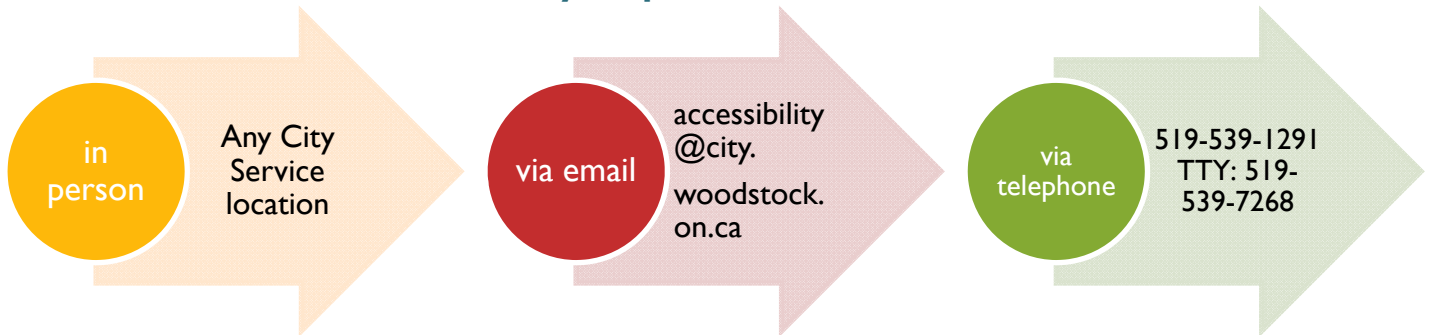 in
person
Any City
Service
location
via email
accessibility
@city.
woodstock.
on.ca
via
telephone
519-539-1291
TTY: 519-
539-7268